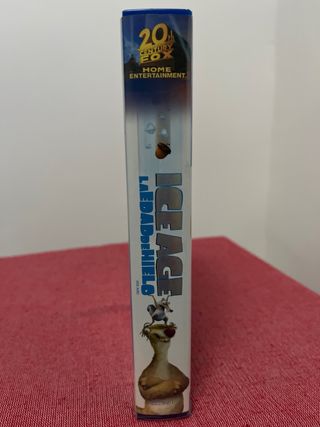 20th
CENTURY
FOX
HOME
ENTERTAINMENT
ICE AGE
LA EDAD DE HIELO